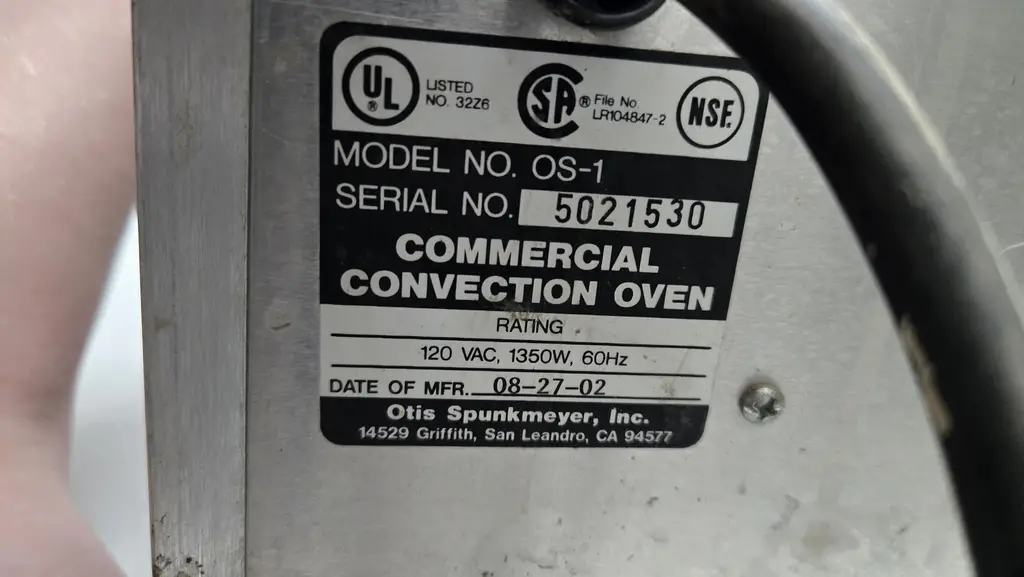 UL® LISTED NO. 32Z6
SA® File No. LR104847-2
NSF.
MODEL NO. OS-1
SERIAL NO. 5021530
COMMERCIAL
CONVECTION OVEN
RATING
120 VAC, 1350W, 60Hz
DATE OF MFR. 08-27-02
Otis Spunkmeyer, Inc.
14529 Griffith, San Leandro, CA 94577